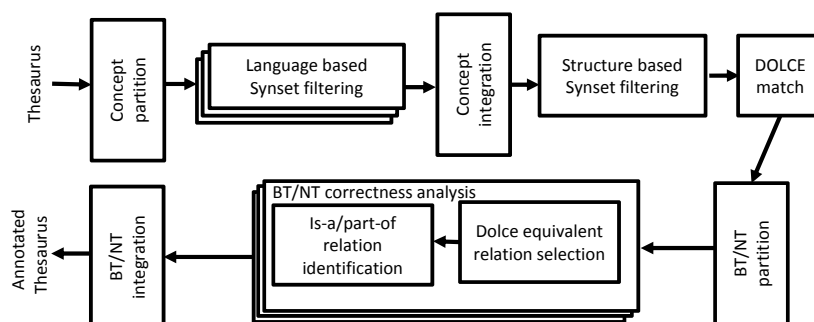 Thesaurus
Concept
partition
Language based
Synset filtering
Concept
integration
Structure based
Synset filtering
DOLCE
match
BT/NT
partition
BT/NT correctness analysis
Dolce equivalent
relation selection
Is-a/part-of
relation
identification
BT/NT
integration
Annotated
Thesaurus